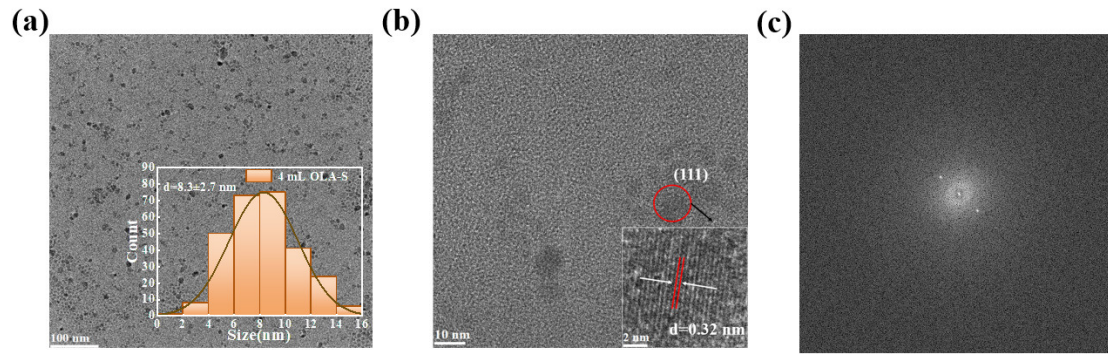 (a)
(b)
(c)
90
80
70
60
50
40
30
20
10
0
Count
4 mL OLA-S
d=8.3±2.7 nm
0 2 4 6 8 10 12 14 16
Size(nm)
100 nm
(111)
d=0.32 nm
2 nm
10 nm